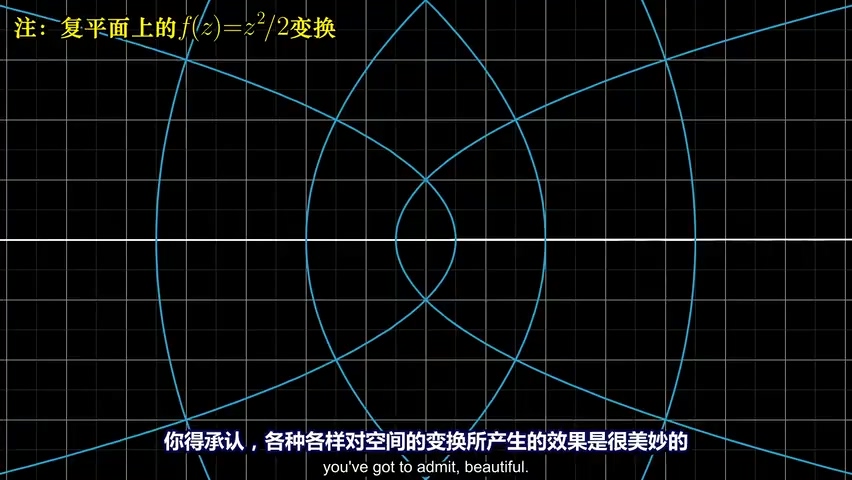 注：复平面上的f(z)=z²/2变换
你得承认，各种各样对空间的变换所产生的效果是很美妙的
you've got to admit, beautiful.